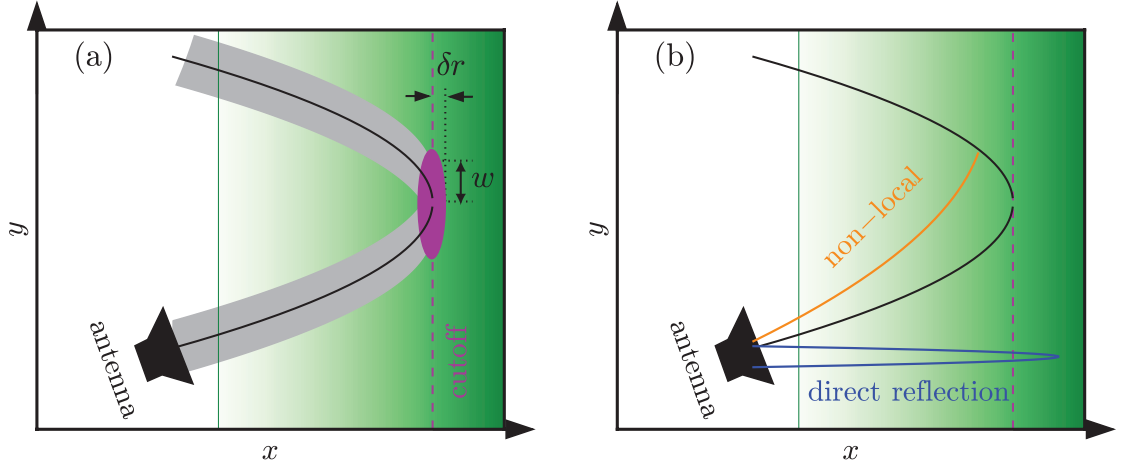 (a)
δr
w
y
antenna
cutoff
x
(b)
non−local
y
antenna
direct reflection
x